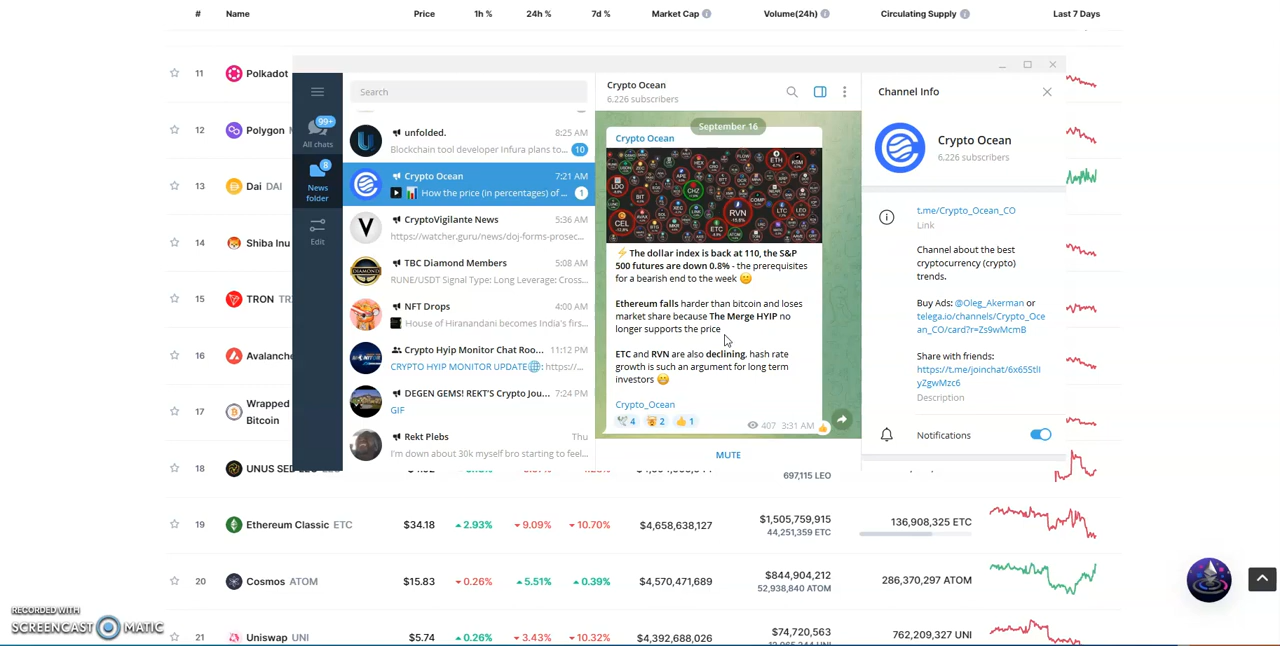 # Name Price 1h % 24h % 7d % Market Cap Volume(24h) Circulating Supply Last 7 Days
11 Polkadot
12 Polygon
13 Dai DAI
14 Shiba Inu
15 TRON
16 Avalanche
17 Wrapped
Bitcoin
18 UNUS SED
697,115 LEO
19 Ethereum Classic ETC $34.18 2.93% 9.09% 10.70% $4,658,638,127 $1,505,759,915 136,908,325 ETC
44,251,359 ETC
20 Cosmos ATOM $15.83 0.26% 5.51% 0.39% $4,570,471,689 $844,904,212 286,370,297 ATOM
52,938,840 ATOM
21 Uniswap UNI $5.74 0.26% 3.43% 10.32% $4,392,688,026 $74,720,563 762,209,327 UNI
99+
All chats
8
News
folder
Edit
Search
unfolded. 8:25 AM
Blockchain tool developer Infura plans to... 10
Crypto Ocean 7:21 AM
How the price (in percentages) of ... 1
CryptoVigilante News 5:36 AM
https://watcher.guru/news/doj-forms-prosec...
TBC Diamond Members 5:08 AM
RUNE/USDT Signal Type: Long Leverage: Cross...
NFT Drops 4:00 AM
House of Hiranandani becomes India's firs...
Crypto Hyip Monitor Chat Roo... 11:12 PM
CRYPTO HYIP MONITOR UPDATE🌐: https://...
DEGEN GEMS! REKT'S Crypto Jou... 7:24 PM
GIF
Rekt Plebs Thu
I'm down about 30k myself bro starting to feel...
Crypto Ocean
6,226 subscribers
September 16
Crypto Ocean
LDO
CEL
CHZ
RVN
ETH
KSM
ETC
LTC
LEO
⚡The dollar index is back at 110, the S&P
500 futures are down 0.8% - the prerequisites
for a bearish end to the week
Ethereum falls harder than bitcoin and loses
market share because The Merge HYIP no
longer supports the price
ETC and RVN are also declining, hash rate
growth is such an argument for long term
investors
Crypto_Ocean
4 2 1 407 3:31 AM
MUTE
Channel Info
Crypto Ocean
6,226 subscribers
t.me/Crypto_Ocean_CO
Link
Channel about the best
cryptocurrency (crypto)
trends.
Buy Ads: @Oleg_Akerman or
telega.io/channels/Crypto_Oce
an_CO/card?r=Zs9wMcmB
Share with friends:
https://t.me/joinchat/6x65StlI
yZgwMzc6
Description
Notifications
RECORDED WITH
SCREENCAST MATIC